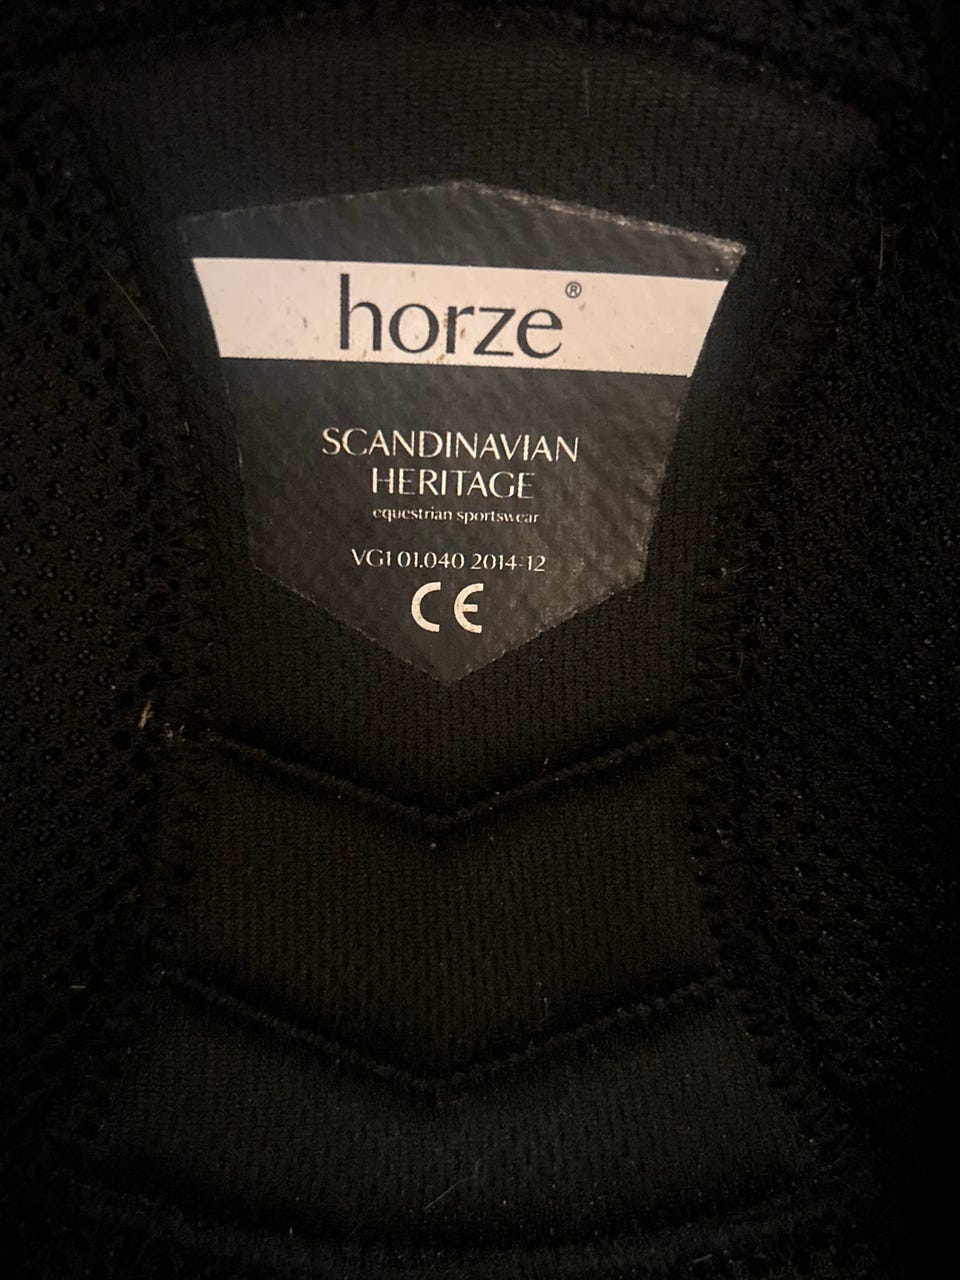 horze®
SCANDINAVIAN
HERITAGE
equestrian sportswear
VG1 01.040 2014-12
CE